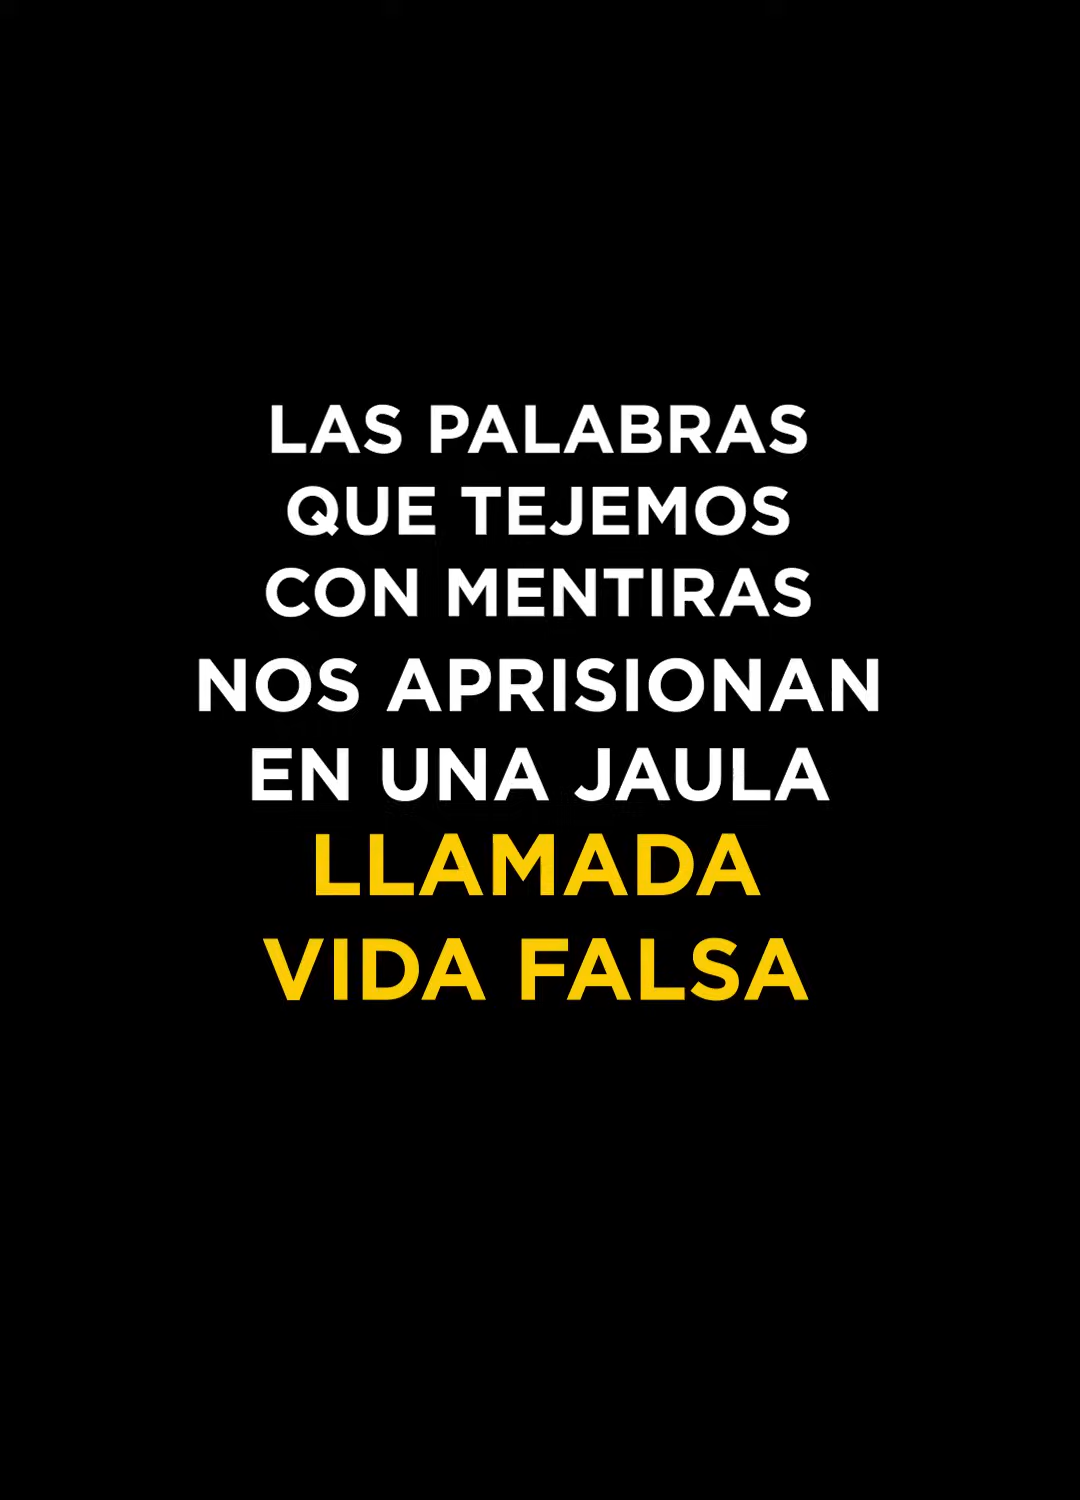 LAS PALABRAS
QUE TEJEMOS
CON MENTIRAS
NOS APRISIONAN
EN UNA JAULA
LLAMADA
VIDA FALSA